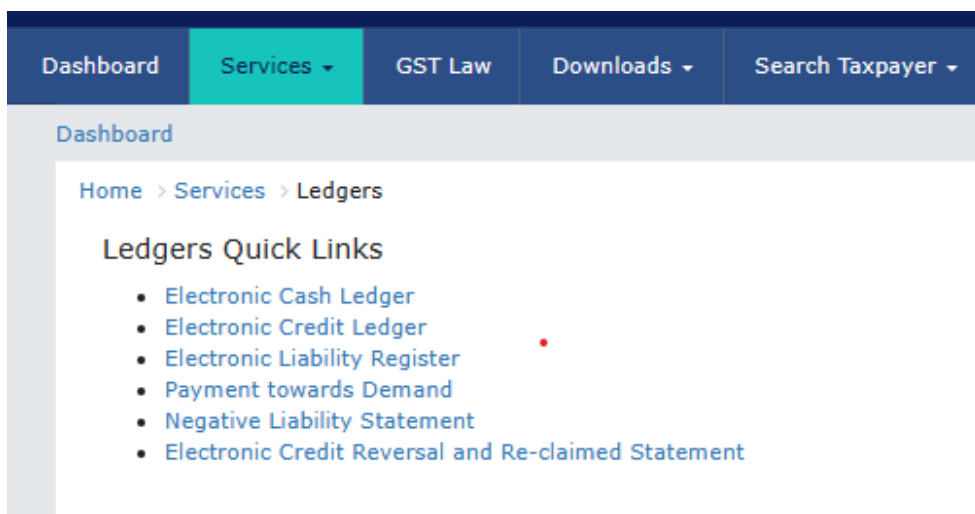 Dashboard Services GST Law Downloads Search Taxpayer
Dashboard
Home > Services > Ledgers
Ledgers Quick Links
• Electronic Cash Ledger
• Electronic Credit Ledger
• Electronic Liability Register
• Payment towards Demand
• Negative Liability Statement
• Electronic Credit Reversal and Re-claimed Statement